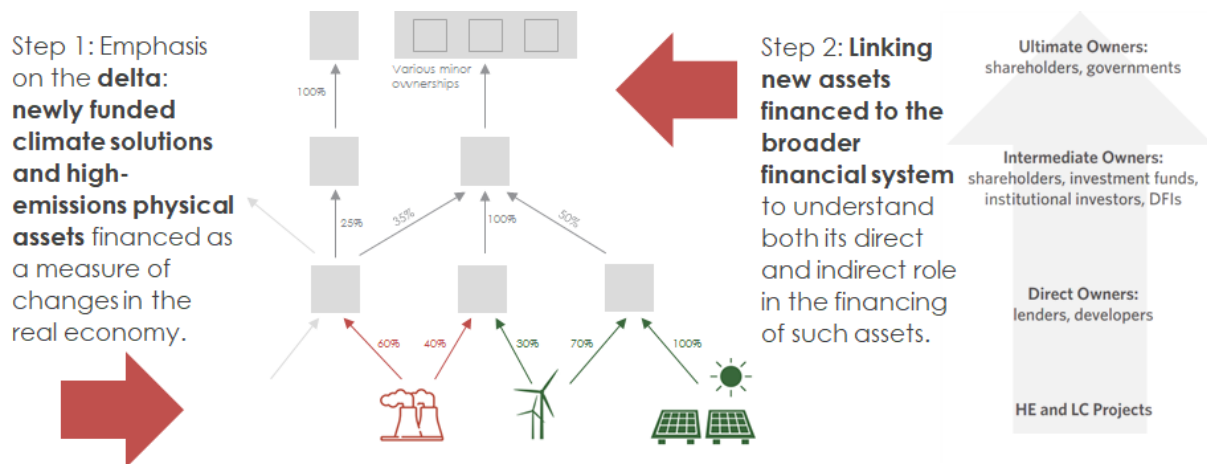 Step 1: Emphasis
on the delta:
newly funded
climate solutions
and high-
emissions physical
assets financed as
a measure of
changes in the
real economy.
Various minor
ownerships
100%
25%
35%
100%
50%
60%
40%
30%
70%
100%
Step 2: Linking
new assets
financed to the
broader
financial system
to understand
both its direct
and indirect role
in the financing
of such assets.
Ultimate Owners:
shareholders, governments
Intermediate Owners:
shareholders, investment funds,
institutional investors, DFIs
Direct Owners:
lenders, developers
HE and LC Projects